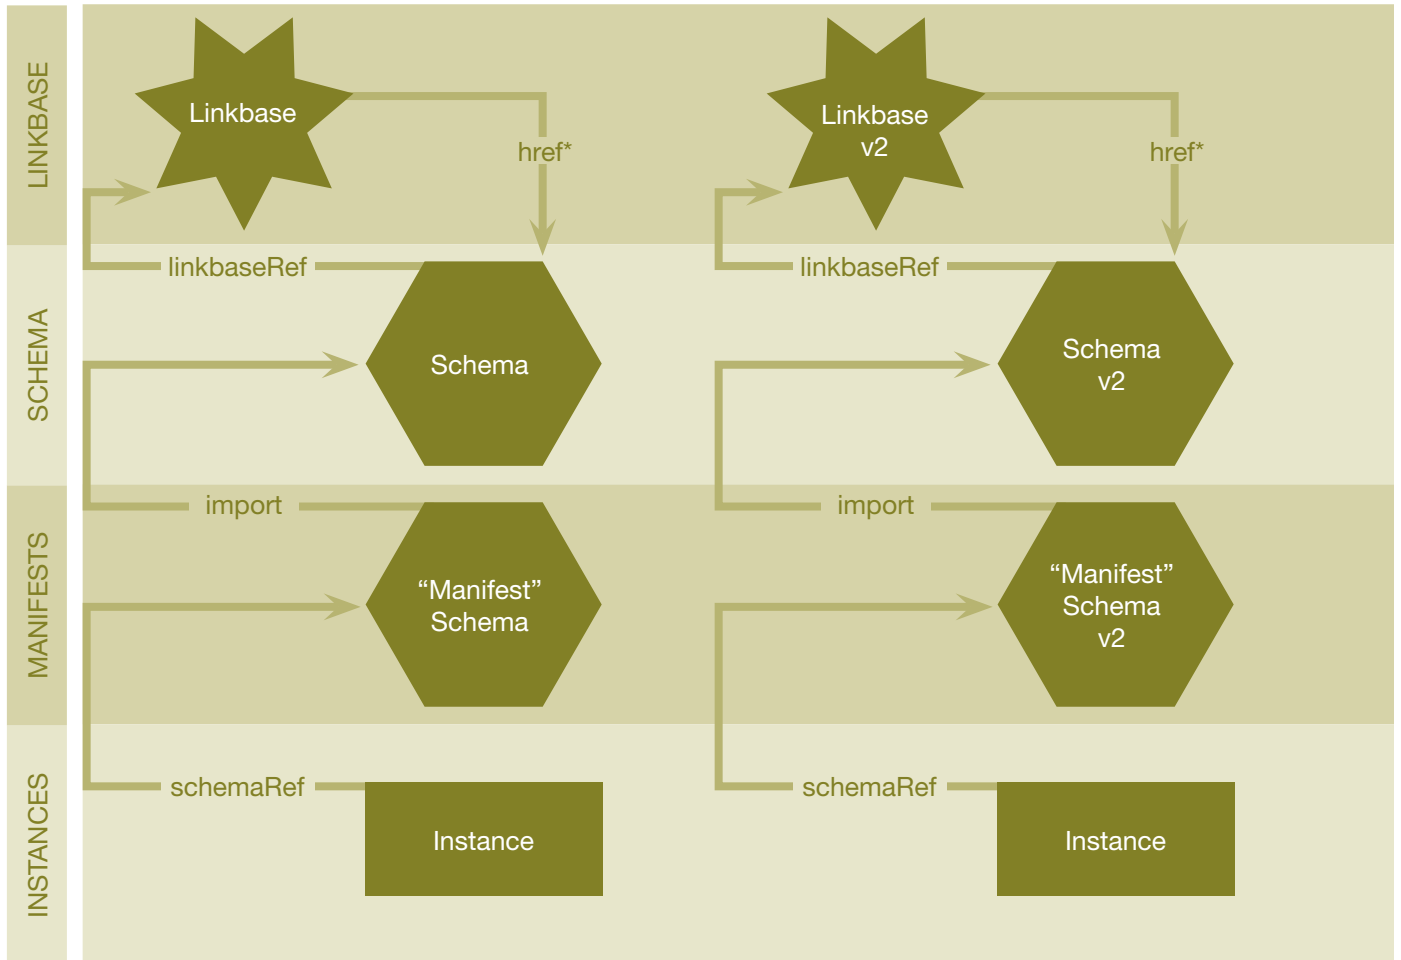 LINKBASE
Linkbase
href*
Linkbase
v2
href*
linkbaseRef
linkbaseRef
SCHEMA
Schema
Schema
v2
import
import
MANIFESTS
“Manifest”
Schema
“Manifest”
Schema
v2
schemaRef
schemaRef
INSTANCES
Instance
Instance